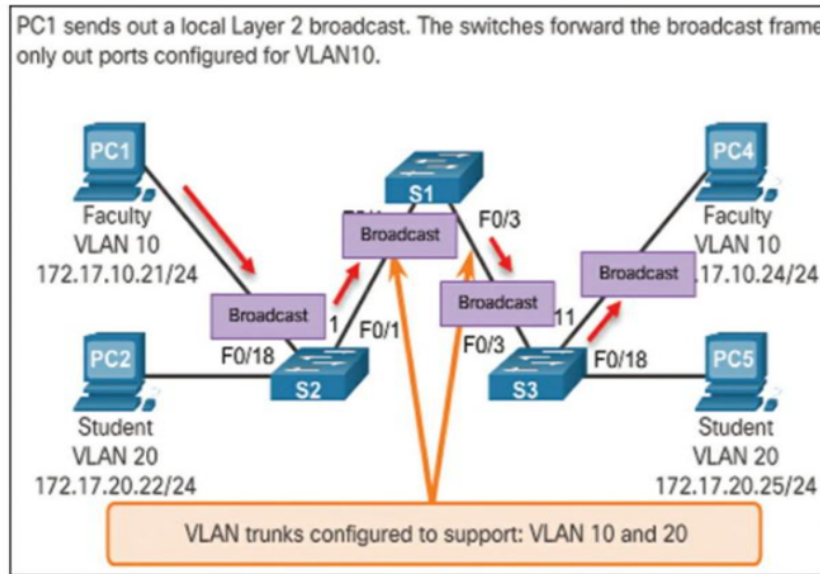 PC1 sends out a local Layer 2 broadcast. The switches forward the broadcast frame
only out ports configured for VLAN10.
PC1
Faculty
VLAN 10
172.17.10.21/24
S1
F0/3
PC4
Faculty
VLAN 10
.17.10.24/24
Broadcast
Broadcast
Broadcast
Broadcast
1
F0/1
F0/3
11
F0/18
F0/18
PC2
S2
S3
PC5
Student
VLAN 20
172.17.20.22/24
Student
VLAN 20
172.17.20.25/24
VLAN trunks configured to support: VLAN 10 and 20